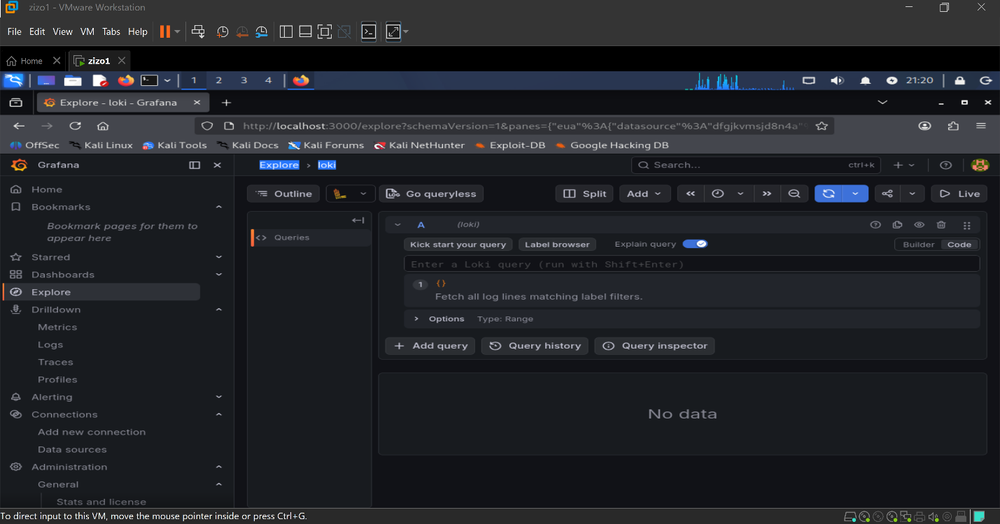 zizo1 - VMware Workstation
File Edit View VM Tabs Help
Home zizo1
1 2 3 4 21:20
Explore - loki - Grafana
http://localhost:3000/explore?schemaVersion=1&panes={"eua"%3A{"datasource"%3A"dfgjkvmsjd8n4a"
OffSec Kali Linux Kali Tools Kali Docs Kali Forums Kali NetHunter Exploit-DB Google Hacking DB
Grafana Explore › loki Search... ctrl+k
Home
Bookmarks
Bookmark pages for them to
appear here
Starred
Dashboards
Explore
Drilldown
Metrics
Logs
Traces
Profiles
Alerting
Connections
Add new connection
Data sources
Administration
General
Stats and license
Outline Go queryless Split Add Live
Queries
A (loki)
Kick start your query Label browser Explain query Builder Code
Enter a Loki query (run with Shift+Enter)
1 {}
Fetch all log lines matching label filters.
Options Type: Range
+ Add query Query history Query inspector
No data
To direct input to this VM, move the mouse pointer inside or press Ctrl+G.